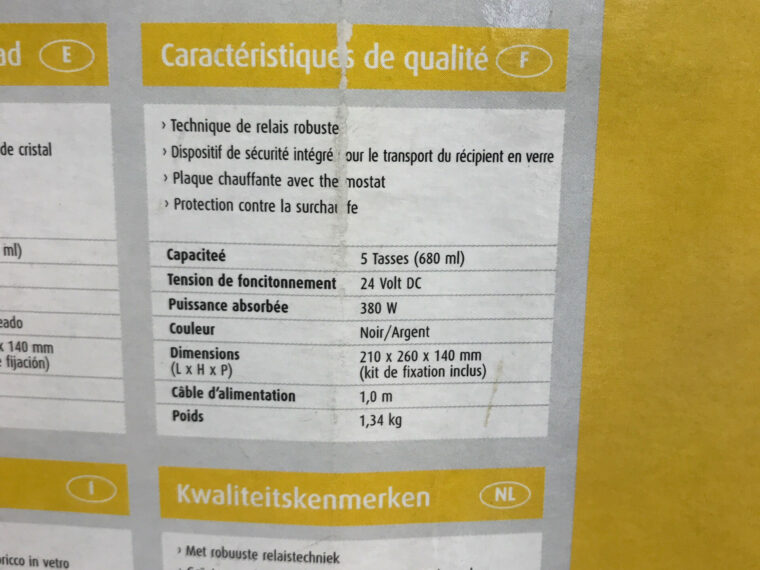 ad E
de cristal
ml)
eado
x 140 mm
fijación)
I
ricco in vetro
Caractéristiques de qualité F
› Technique de relais robuste
› Dispositif de sécurité intégré our le transport du récipient en verre
› Plaque chauffante avec the mostat
› Protection contre la surchau fe
Capaciteé 5 Tasses (680 ml)
Tension de foncitonnement 24 Volt DC
Puissance absorbée 380 W
Couleur Noir/Argent
Dimensions 210 x 260 x 140 mm
(L x H x P) (kit de fixation inclus)
Câble d'alimentation 1,0 m
Poids 1,34 kg
Kwaliteitskenmerken NL
› Met robuuste relaistechniek